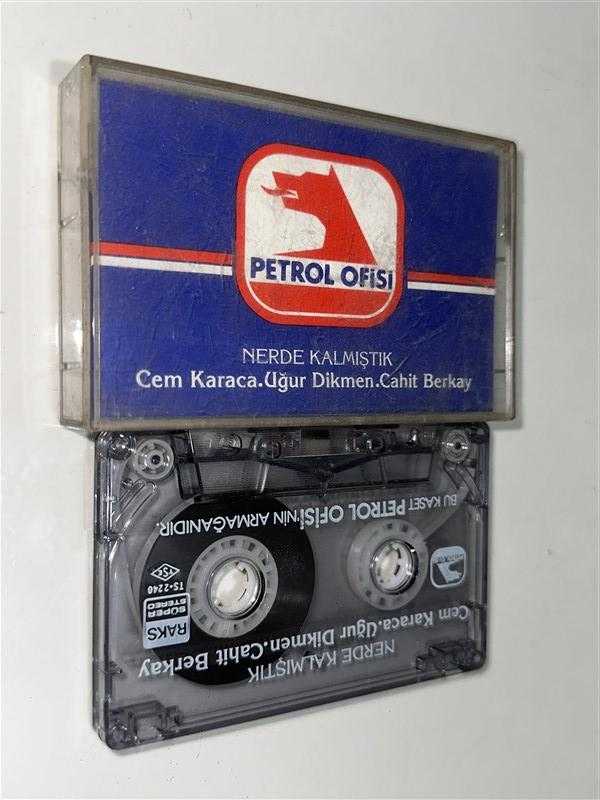 PETROL OFİSİ
NERDE KALMIŞTIK
Cem Karaca.Uğur Dikmen.Cahit Berkay
BU KASET PETROL OFİSİ'NİN ARMAĞANIDIR.
TSE
TS-2240
SÜPER
STEREO
RAKS
Cem Karaca.Uğur Dikmen.Cahit Berkay
NERDE KALMIŞTIK